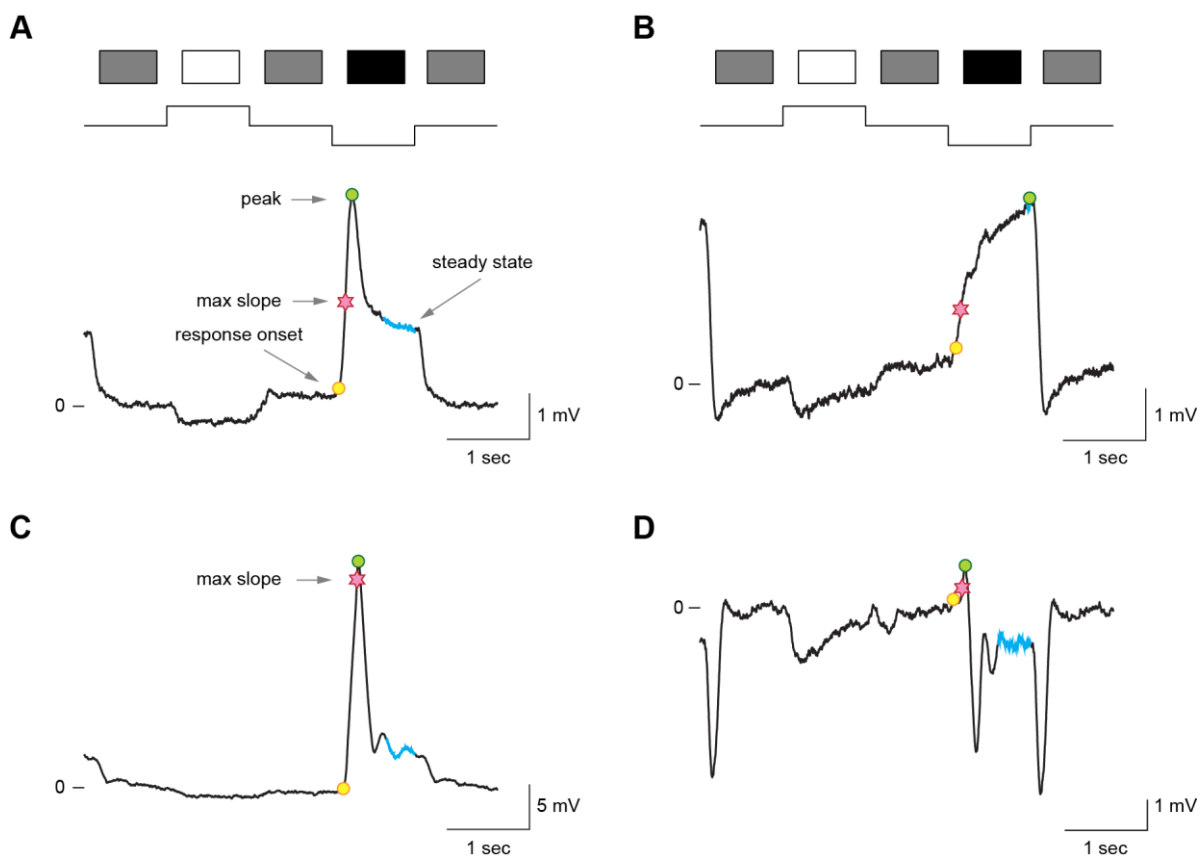 A
B
peak
steady state
max slope
response onset
0 –
1 mV
1 sec
0 –
1 mV
1 sec
C
D
max slope
0 –
5 mV
1 sec
0 –
1 mV
1 sec